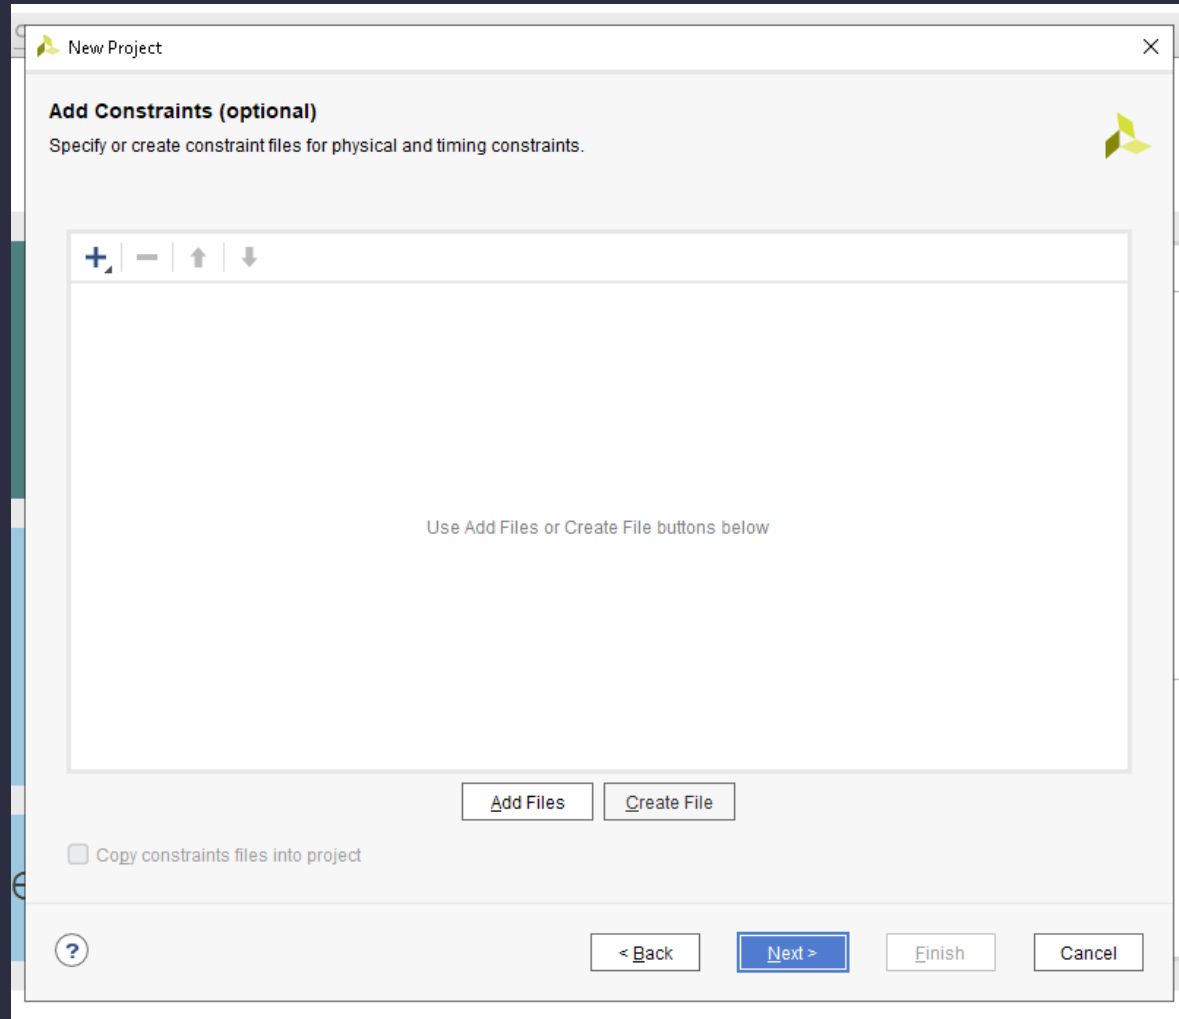 New Project
Add Constraints (optional)
Specify or create constraint files for physical and timing constraints.
Use Add Files or Create File buttons below
Add Files
Create File
Copy constraints files into project
?
< Back
Next >
Finish
Cancel